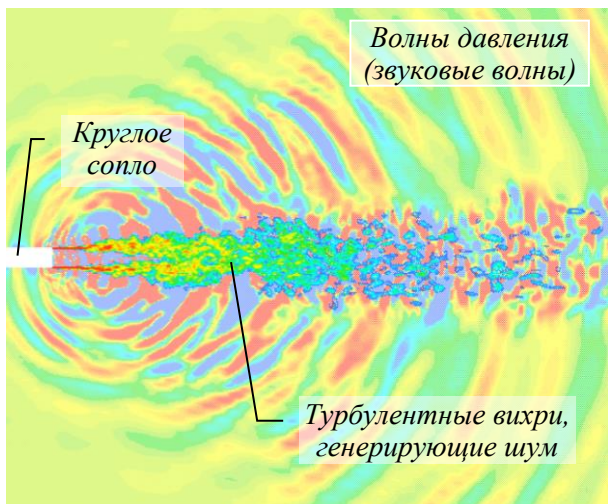 Волны давления
(звуковые волны)
Круглое
сопло
Турбулентные вихри,
генерирующие шум